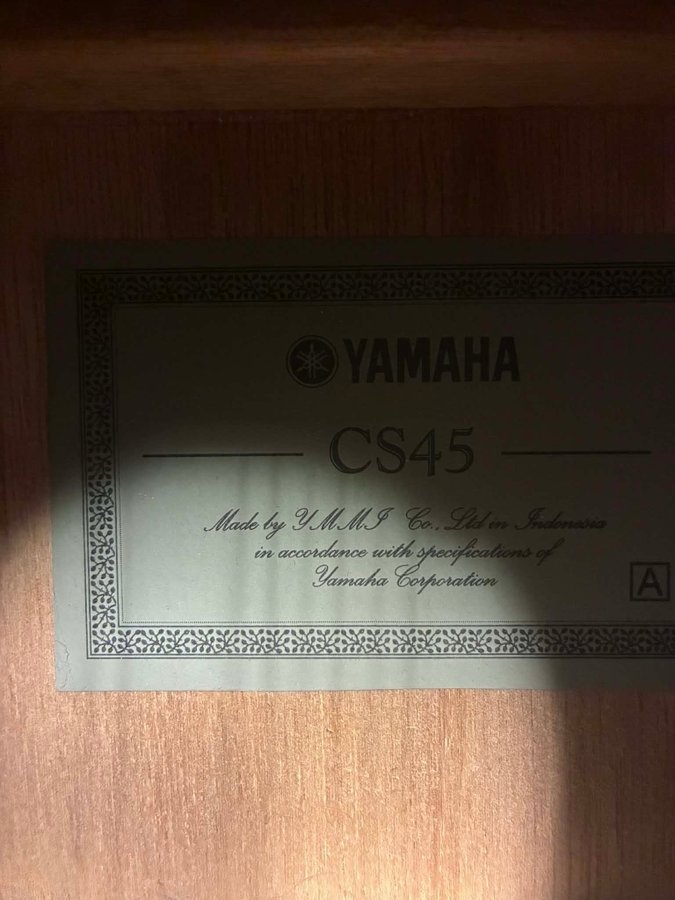 YAMAHA
CS45
Made by YMMI Co., Ltd in Indonesia
in accordance with specifications of
Yamaha Corporation
A